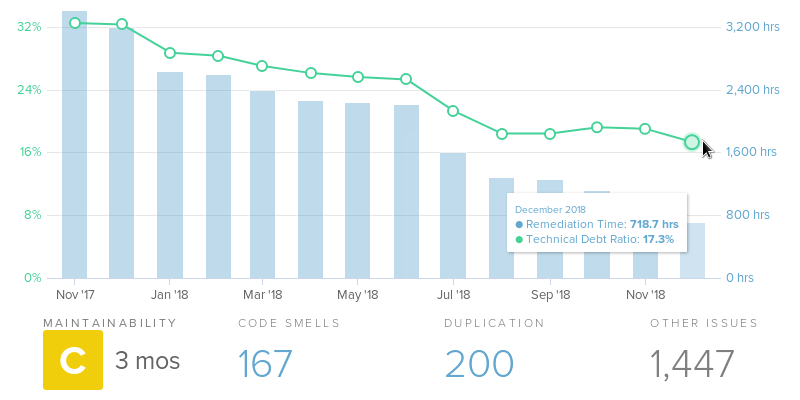 32% 3,200 hrs
24% 2,400 hrs
16% 1,600 hrs
8% 800 hrs
0% 0 hrs
December 2018
Remediation Time: 718.7 hrs
Technical Debt Ratio: 17.3%
Nov '17 Jan '18 Mar '18 May '18 Jul '18 Sep '18 Nov '18
MAINTAINABILITY CODE SMELLS DUPLICATION OTHER ISSUES
C 3 mos 167 200 1,447